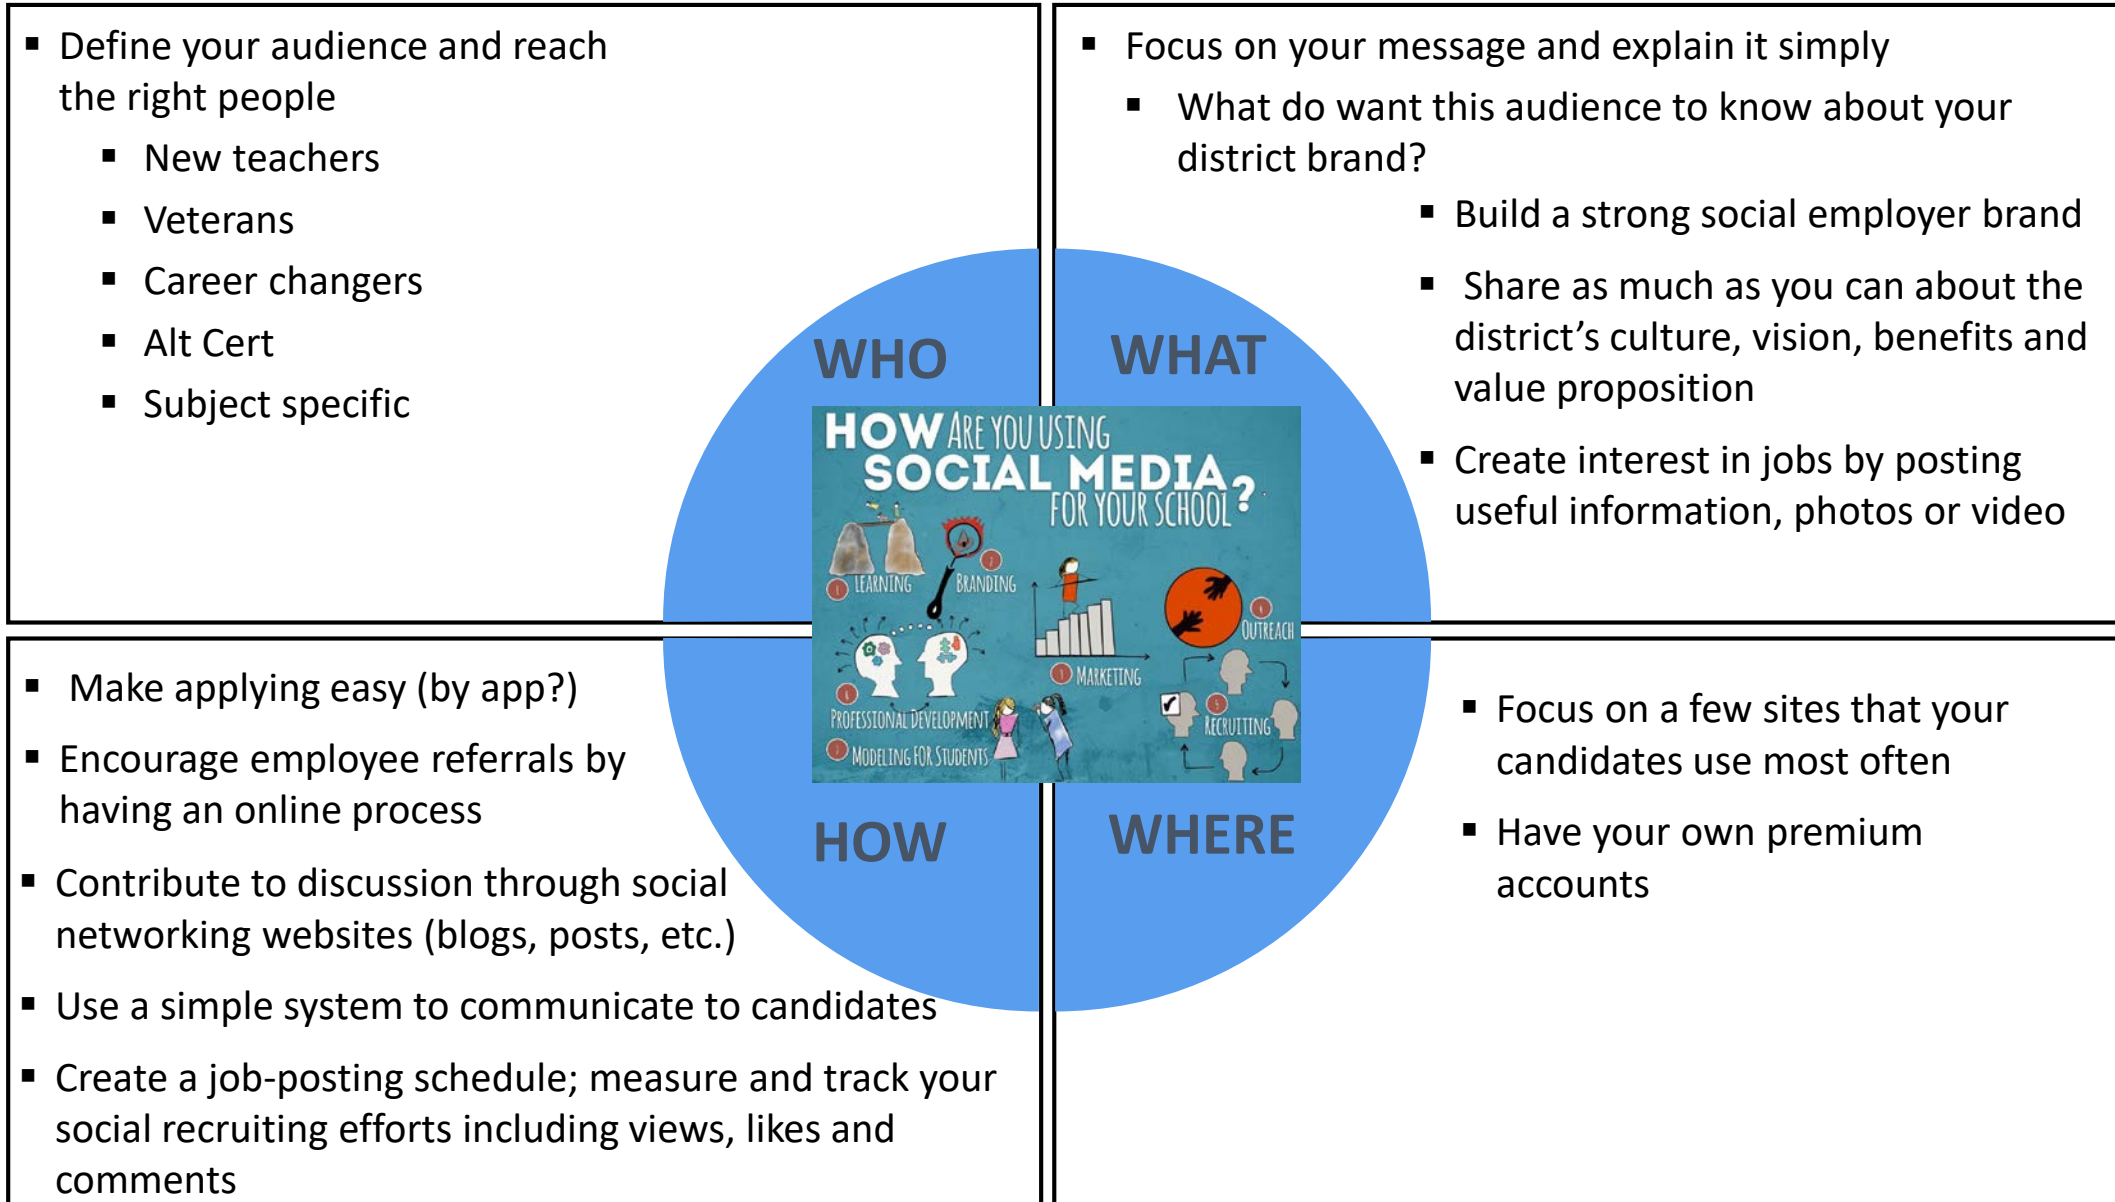 ▪ Define your audience and reach
the right people
▪ New teachers
▪ Veterans
▪ Career changers
▪ Alt Cert
▪ Subject specific
WHO
▪ Focus on your message and explain it simply
▪ What do want this audience to know about your
district brand?
▪ Build a strong social employer brand
▪ Share as much as you can about the
district’s culture, vision, benefits and
value proposition
▪ Create interest in jobs by posting
useful information, photos or video
WHAT
HOW ARE YOU USING
SOCIAL MEDIA
FOR YOUR SCHOOL?
LEARNING
BRANDING
MARKETING
OUTREACH
RECRUITING
PROFESSIONAL DEVELOPMENT
MODELING FOR STUDENTS
▪ Make applying easy (by app?)
▪ Encourage employee referrals by
having an online process
▪ Contribute to discussion through social
networking websites (blogs, posts, etc.)
▪ Use a simple system to communicate to candidates
▪ Create a job-posting schedule; measure and track your
social recruiting efforts including views, likes and
comments
HOW
WHERE
▪ Focus on a few sites that your
candidates use most often
▪ Have your own premium
accounts